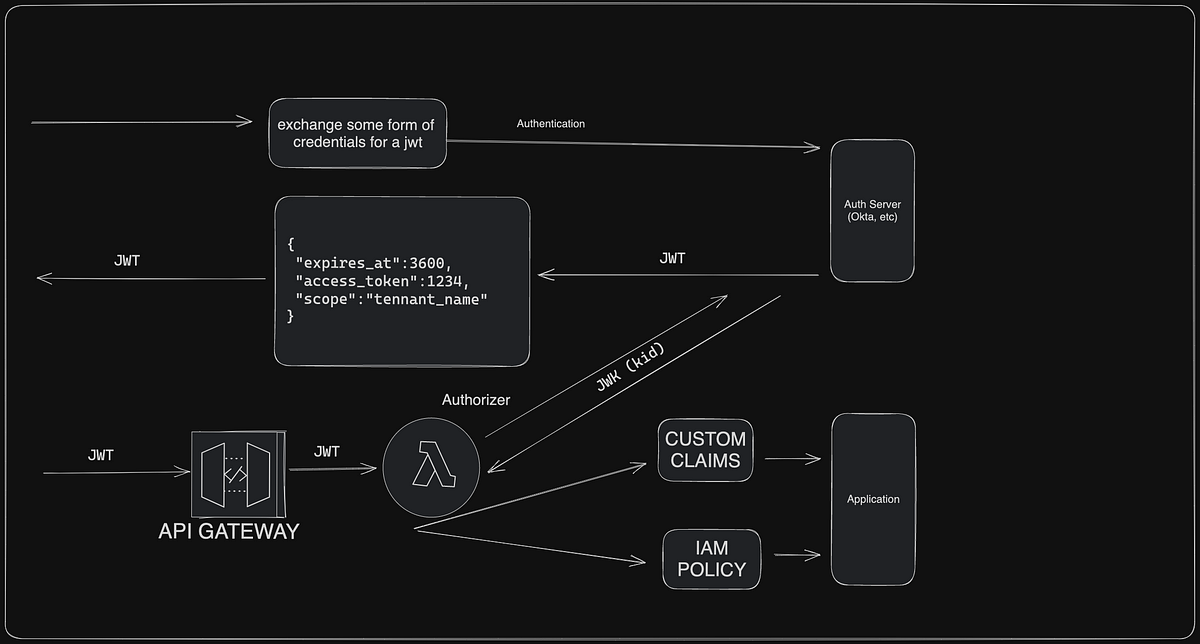 exchange some form of
credentials for a jwt
Authentication
Auth Server
(Okta, etc)
JWT
{
"expires_at":3600,
"access_token":1234,
"scope":"tennant_name"
}
JWT
JWK (kid)
Authorizer
JWT
JWT
API GATEWAY
CUSTOM
CLAIMS
IAM
POLICY
Application